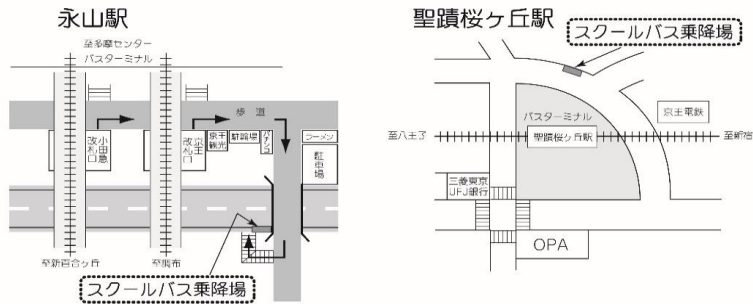 永山駅
至多摩センター
バスターミナル
歩道
小田急
改札口
京王
改札口
京王
観光
駐輪場
パチンコ
ラーメン
駐車場
至新百合ヶ丘
至調布
スクールバス乗降場
聖蹟桜ヶ丘駅
スクールバス乗降場
バスターミナル
京王電鉄
至八王子
聖蹟桜ヶ丘駅
至新宿
三菱東京
UFJ銀行
OPA